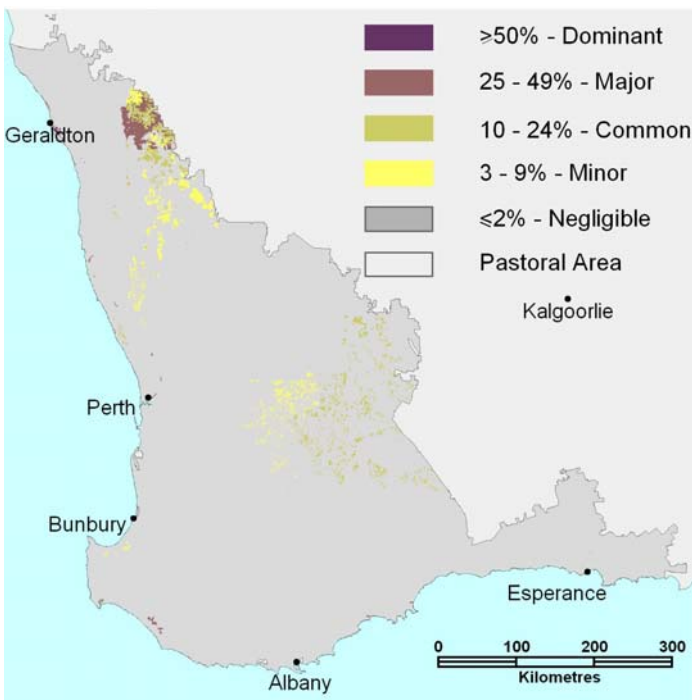 ≥50% - Dominant
25 - 49% - Major
10 - 24% - Common
3 - 9% - Minor
≤2% - Negligible
Pastoral Area
Geraldton
Kalgoorlie
Perth
Bunbury
Esperance
Albany
0 100 200 300
Kilometres